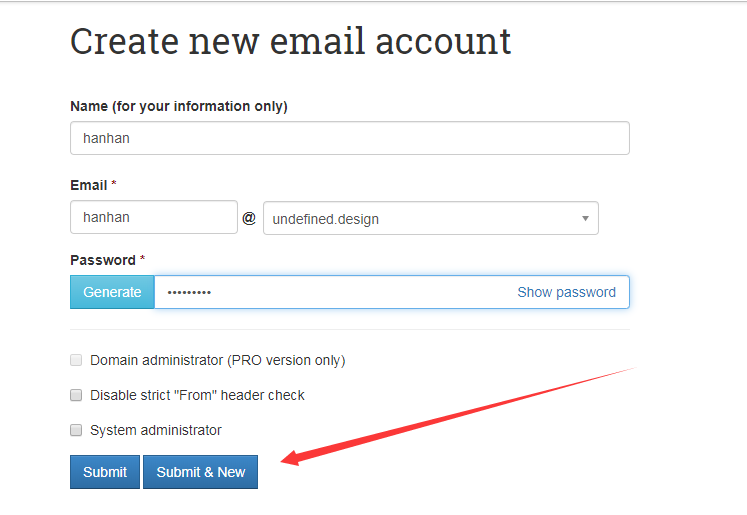 Create new email account
Name (for your information only)
hanhan
Email *
hanhan @ undefined.design
Password *
Generate ••••••••• Show password
Domain administrator (PRO version only)
Disable strict "From" header check
System administrator
Submit Submit & New